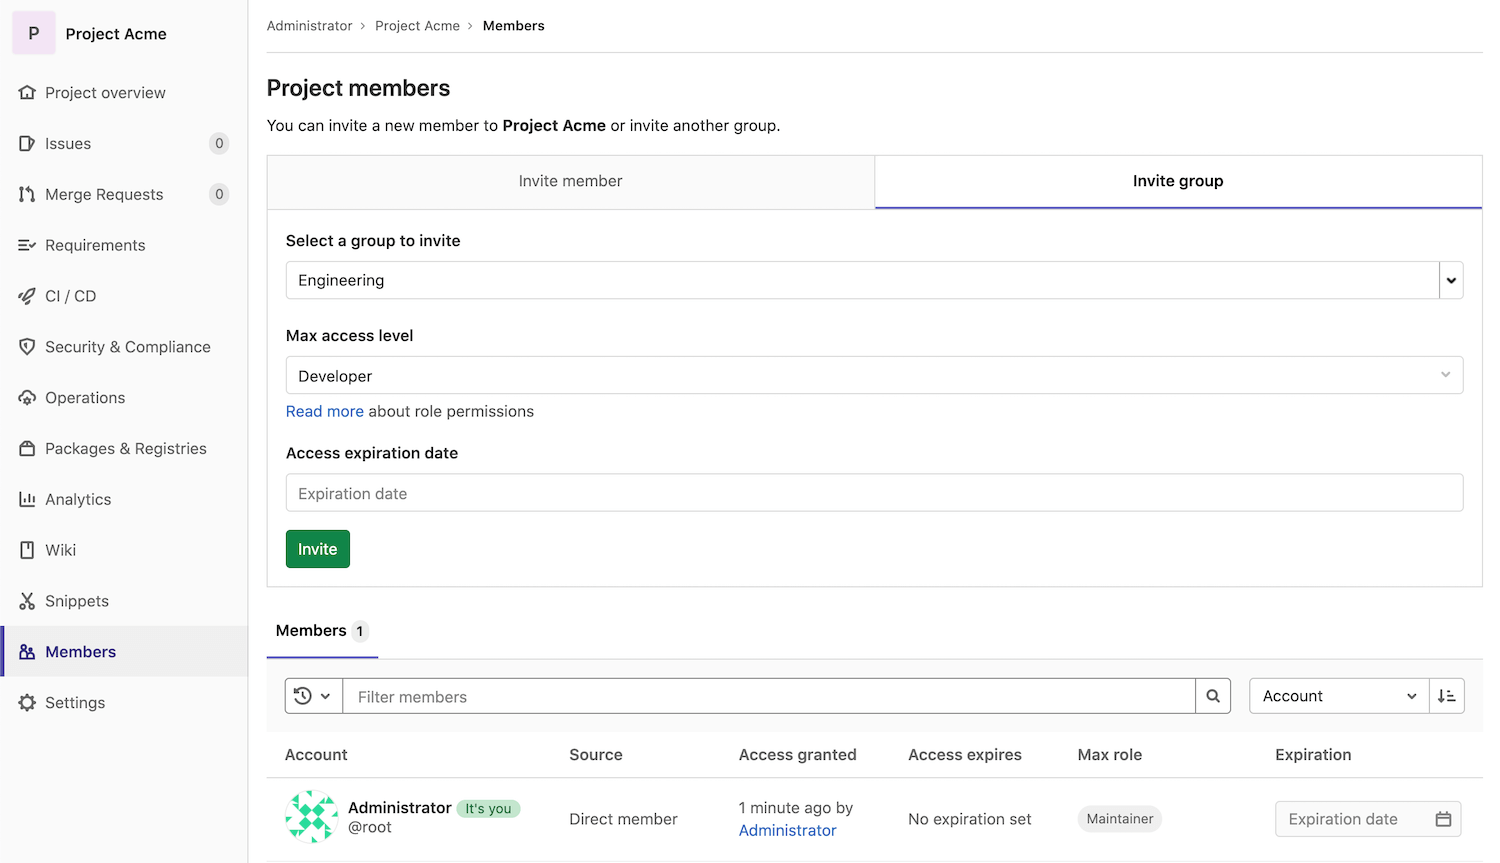 P
Project Acme
Project overview
Issues 0
Merge Requests 0
Requirements
CI / CD
Security & Compliance
Operations
Packages & Registries
Analytics
Wiki
Snippets
Members
Settings
Administrator › Project Acme › Members
Project members
You can invite a new member to Project Acme or invite another group.
Invite member Invite group
Select a group to invite
Engineering
Max access level
Developer
Read more about role permissions
Access expiration date
Expiration date
Invite
Members 1
Filter members Account
Account Source Access granted Access expires Max role Expiration
Administrator It's you
@root
Direct member
1 minute ago by
Administrator
No expiration set
Maintainer
Expiration date